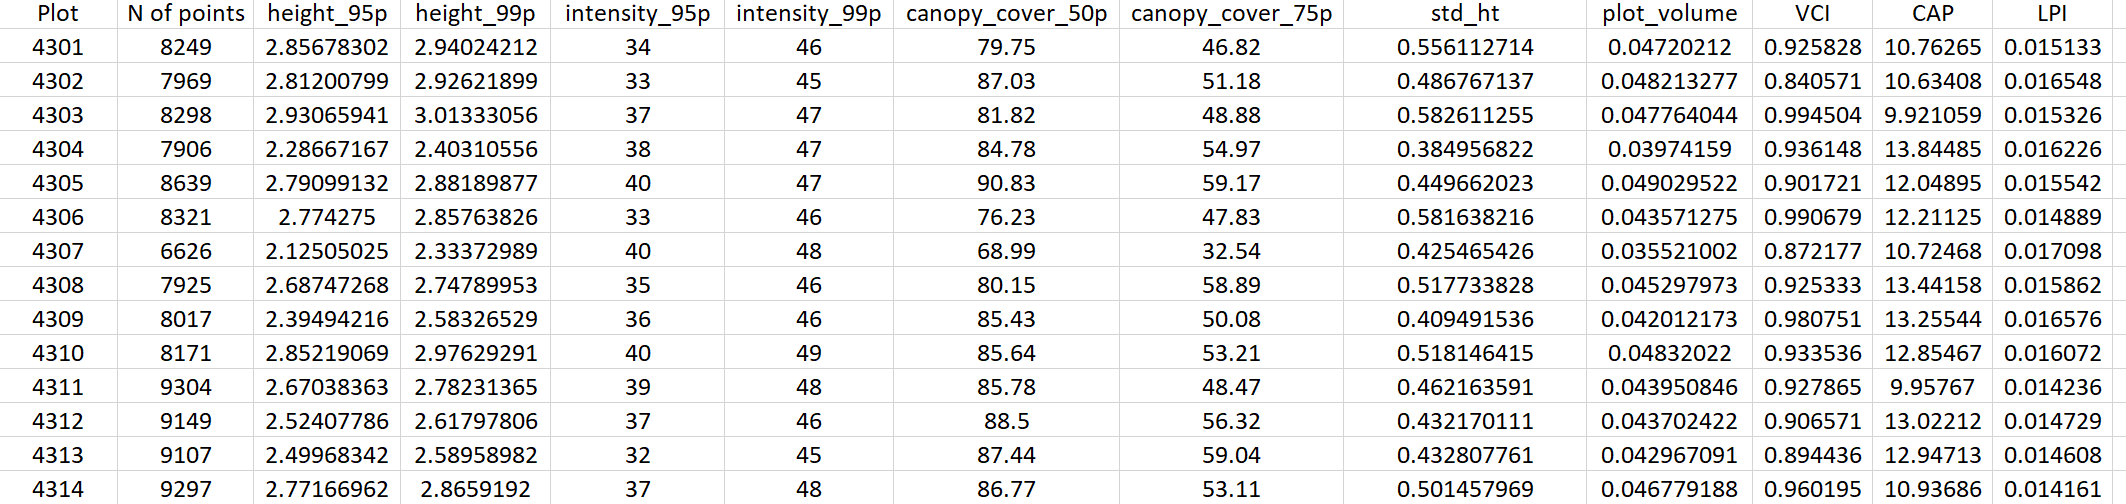 Plot N of points height_95p height_99p intensity_95p intensity_99p canopy_cover_50p canopy_cover_75p std_ht plot_volume VCI CAP LPI
4301 8249 2.85678302 2.94024212 34 46 79.75 46.82 0.556112714 0.04720212 0.925828 10.76265 0.015133
4302 7969 2.81200799 2.92621899 33 45 87.03 51.18 0.486767137 0.048213277 0.840571 10.63408 0.016548
4303 8298 2.93065941 3.01333056 37 47 81.82 48.88 0.582611255 0.047764044 0.994504 9.921059 0.015326
4304 7906 2.28667167 2.40310556 38 47 84.78 54.97 0.384956822 0.03974159 0.936148 13.84485 0.016226
4305 8639 2.79099132 2.88189877 40 47 90.83 59.17 0.449662023 0.049029522 0.901721 12.04895 0.015542
4306 8321 2.774275 2.85763826 33 46 76.23 47.83 0.581638216 0.043571275 0.990679 12.21125 0.014889
4307 6626 2.12505025 2.33372989 40 48 68.99 32.54 0.425465426 0.035521002 0.872177 10.72468 0.017098
4308 7925 2.68747268 2.74789953 35 46 80.15 58.89 0.517733828 0.045297973 0.925333 13.44158 0.015862
4309 8017 2.39494216 2.58326529 36 46 85.43 50.08 0.409491536 0.042012173 0.980751 13.25544 0.016576
4310 8171 2.85219069 2.97629291 40 49 85.64 53.21 0.518146415 0.04832022 0.933536 12.85467 0.016072
4311 9304 2.67038363 2.78231365 39 48 85.78 48.47 0.462163591 0.043950846 0.927865 9.95767 0.014236
4312 9149 2.52407786 2.61797806 37 46 88.5 56.32 0.432170111 0.043702422 0.906571 13.02212 0.014729
4313 9107 2.49968342 2.58958982 32 45 87.44 59.04 0.432807761 0.042967091 0.894436 12.94713 0.014608
4314 9297 2.77166962 2.8659192 37 48 86.77 53.11 0.501457969 0.046779188 0.960195 10.93686 0.014161